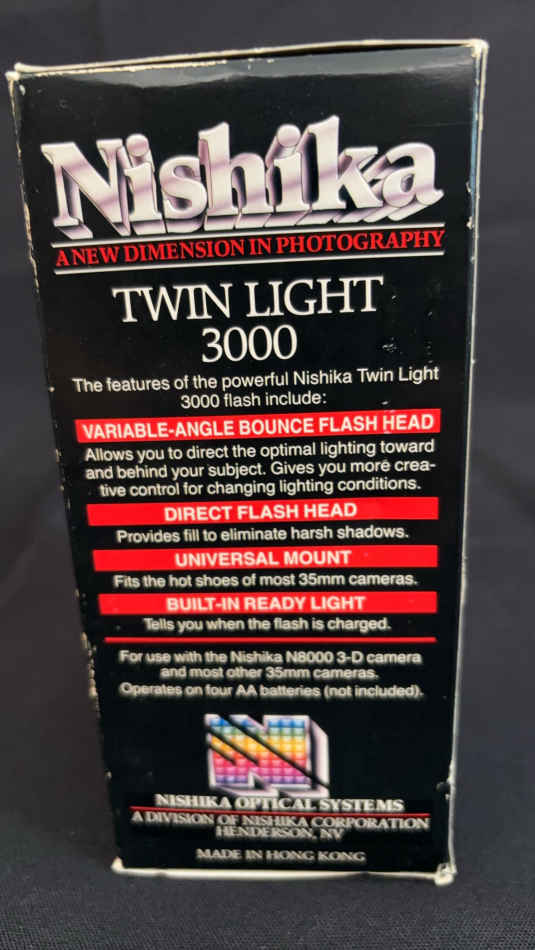 Nishika
A NEW DIMENSION IN PHOTOGRAPHY
TWIN LIGHT
3000
The features of the powerful Nishika Twin Light
3000 flash include:
VARIABLE-ANGLE BOUNCE FLASH HEAD
Allows you to direct the optimal lighting toward
and behind your subject. Gives you more crea-
tive control for changing lighting conditions.
DIRECT FLASH HEAD
Provides fill to eliminate harsh shadows.
UNIVERSAL MOUNT
Fits the hot shoes of most 35mm cameras.
BUILT-IN READY LIGHT
Tells you when the flash is charged.
For use with the Nishika N8000 3-D camera
and most other 35mm cameras.
Operates on four AA batteries (not included).
N
NISHIKA OPTICAL SYSTEMS
A DIVISION OF NISHIKA CORPORATION
HENDERSON, NV
MADE IN HONG KONG